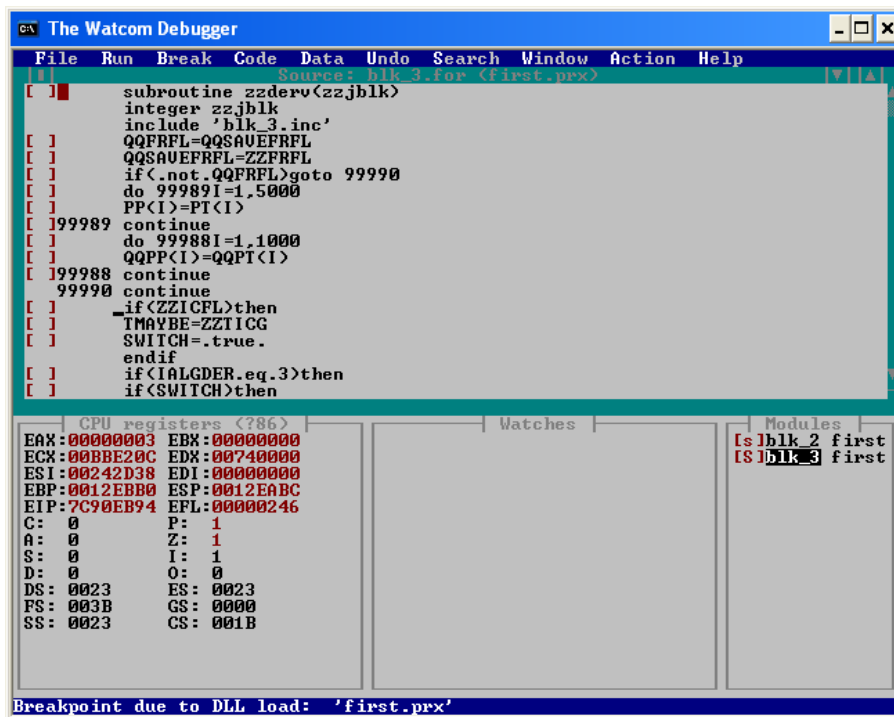 The Watcom Debugger
File Run Break Code Data Undo Search Window Action Help
Source: blk_3.for (first.prx)
[ ] subroutine zzderv(zzjblk)
integer zzjblk
include 'blk_3.inc'
[ ] QQFRFL=QQSAVEFRFL
[ ] QQSAVEFRFL=ZZFRFL
[ ] if(.not.QQFRFL)goto 99990
[ ] do 99989I=1,5000
[ ] PP(I)=PT(I)
[ ]99989 continue
[ ] do 99988I=1,1000
[ ] QQPP(I)=QQPT(I)
[ ]99988 continue
99990 continue
[ ] if(ZZICFL)then
[ ] TMAYBE=ZZTICG
[ ] SWITCH=.true.
endif
[ ] if(IALGDER.eq.3)then
[ ] if(SWITCH)then
CPU registers (?86)
EAX:00000003 EBX:00000000
ECX:00BBE20C EDX:00740000
ESI:00242D38 EDI:00000000
EBP:0012EBB0 ESP:0012EABC
EIP:7C90EB94 EFL:00000246
C: 0 P: 1
A: 0 Z: 1
S: 0 I: 1
D: 0 O: 0
DS: 0023 ES: 0023
FS: 003B GS: 0000
SS: 0023 CS: 001B
Watches
Modules
[s]blk_2 first
[S]blk_3 first
Breakpoint due to DLL load: 'first.prx'